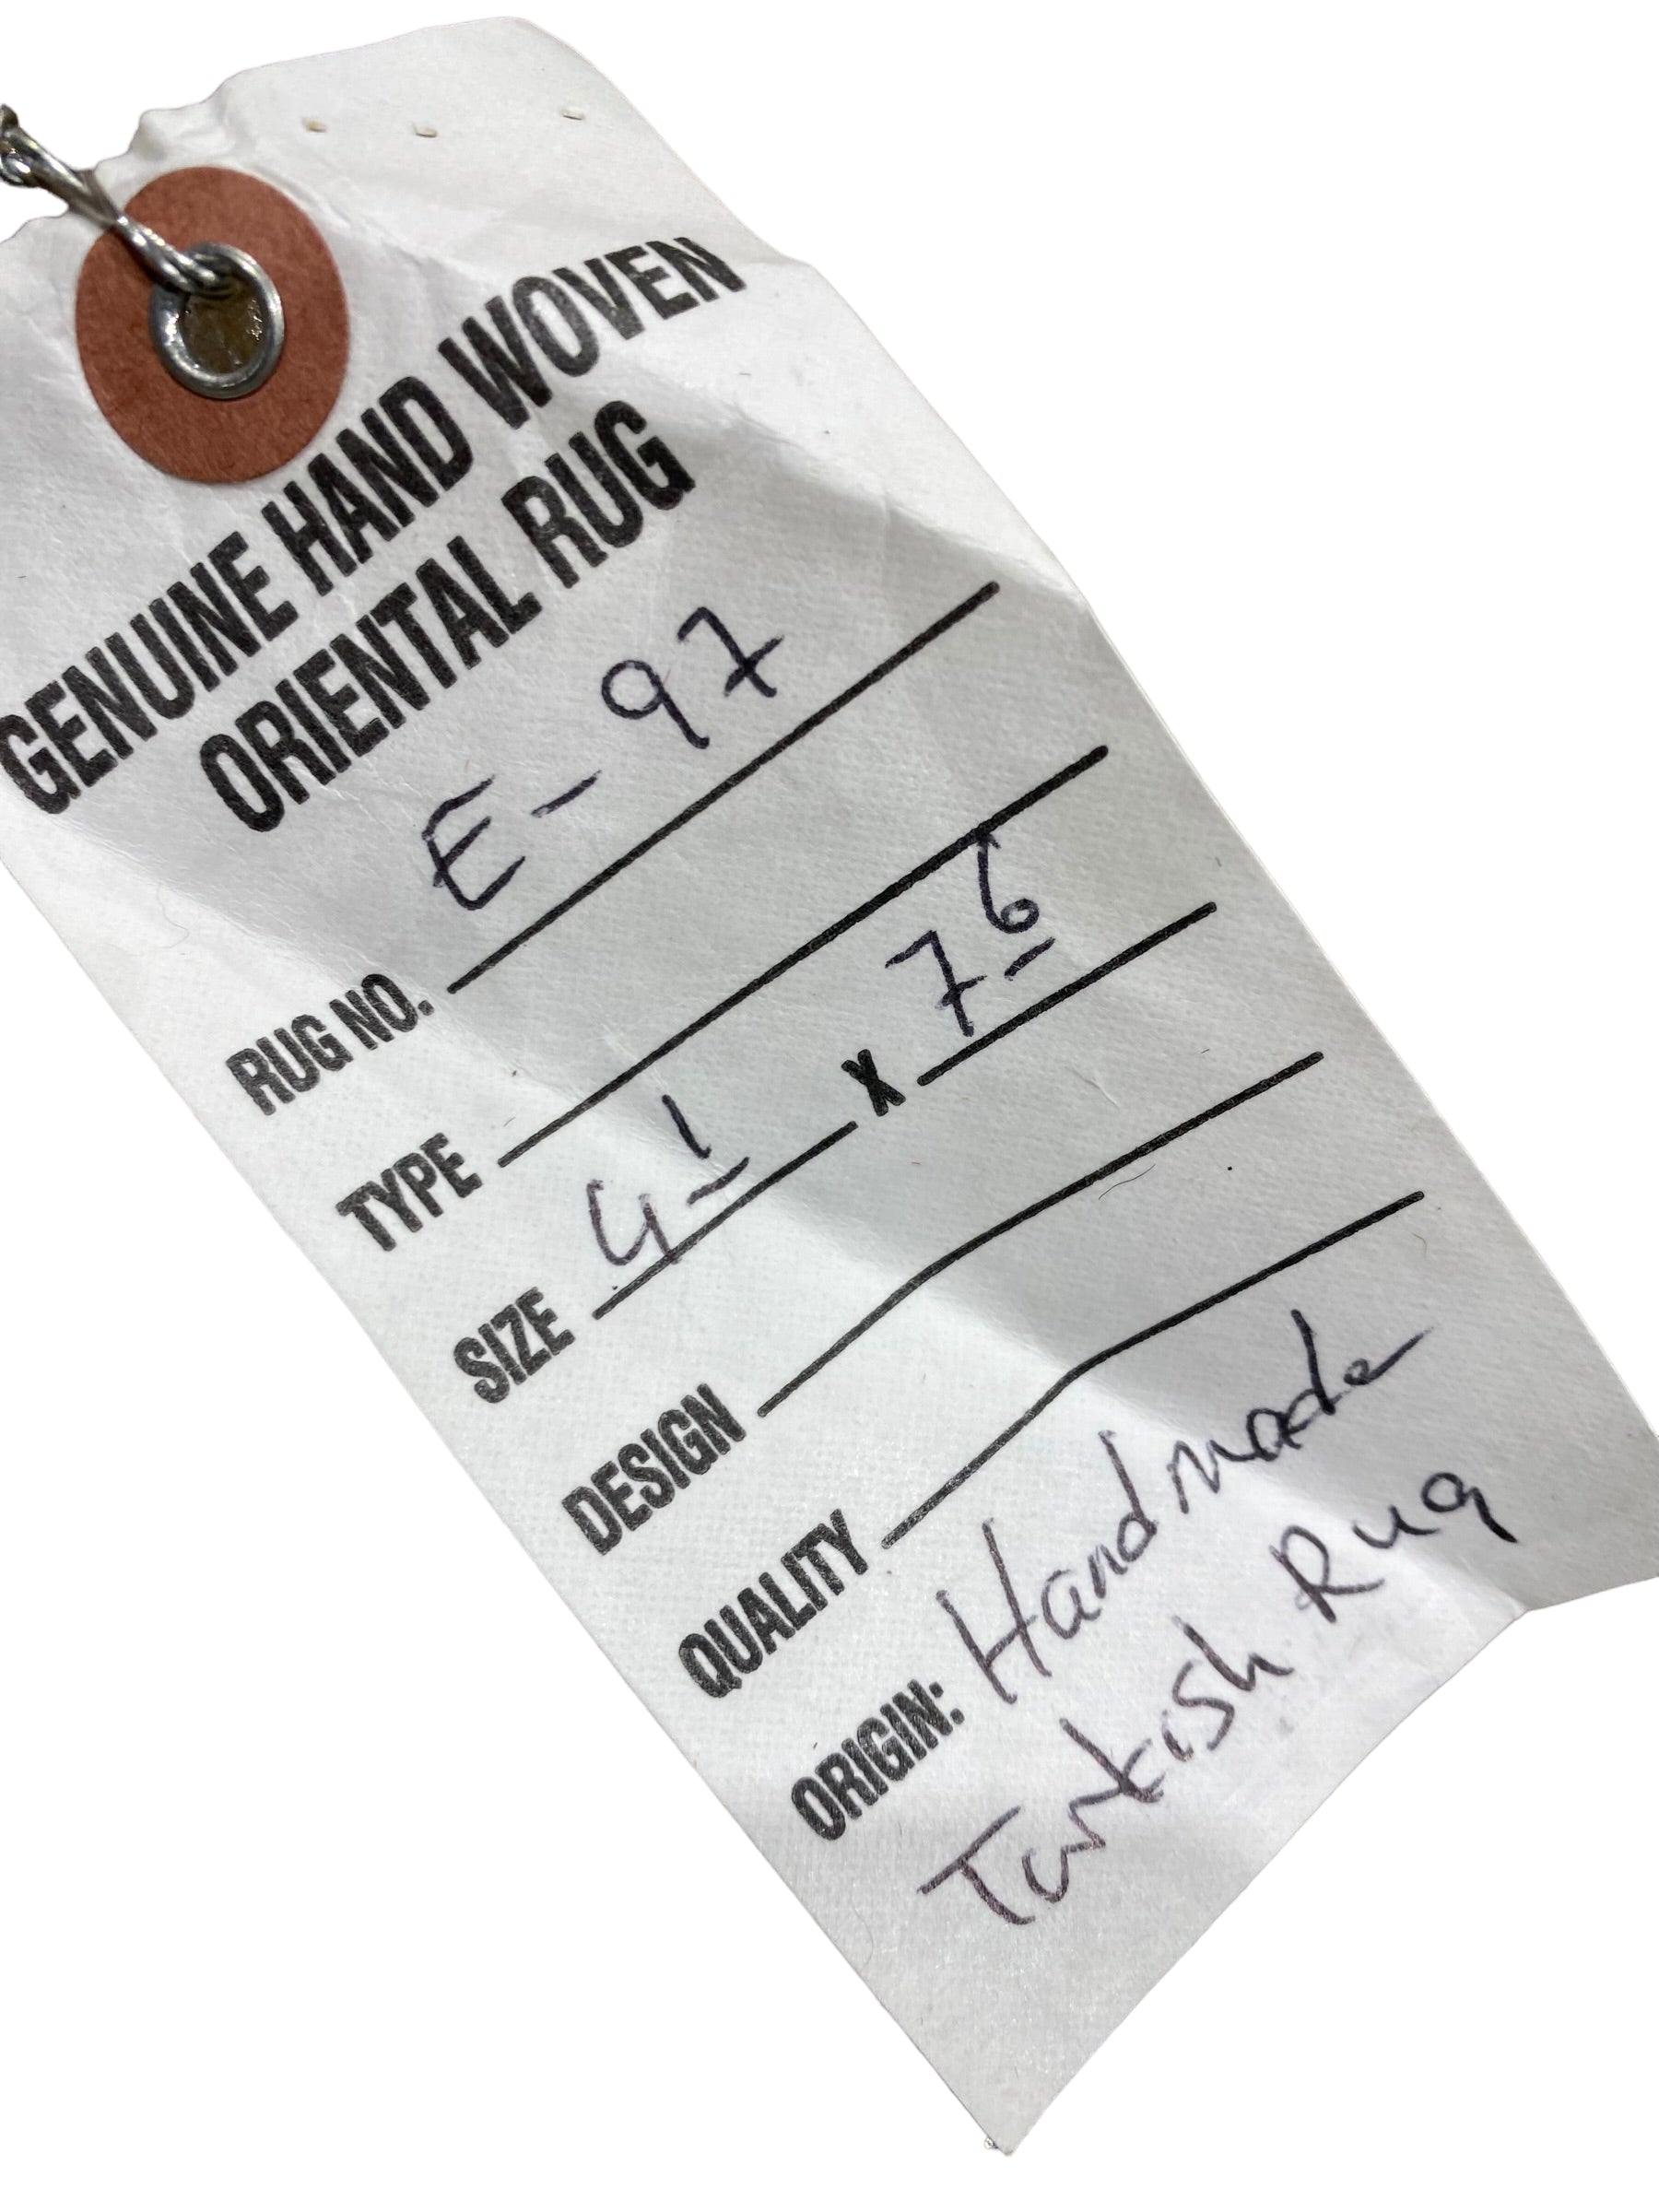 GENUINE HAND WOVEN
ORIENTAL RUG
RUG NO. E-97
TYPE
SIZE 4 1 X 7 6
DESIGN
QUALITY
ORIGIN: Handmade
Turkish Rug